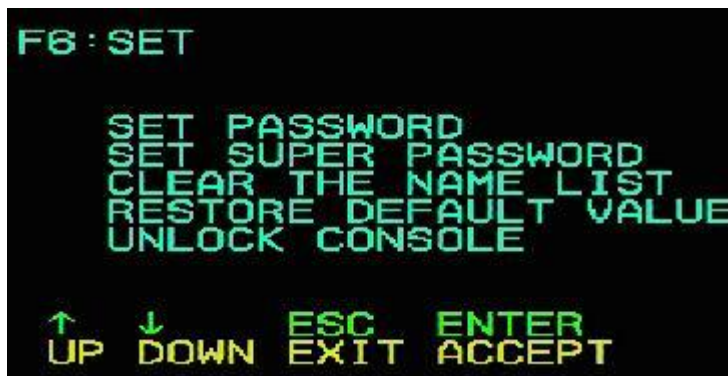 F6:SET
SET PASSWORD
SET SUPER PASSWORD
CLEAR THE NAME LIST
RESTORE DEFAULT VALUE
UNLOCK CONSOLE
↑ ↓ ESC ENTER
UP DOWN EXIT ACCEPT